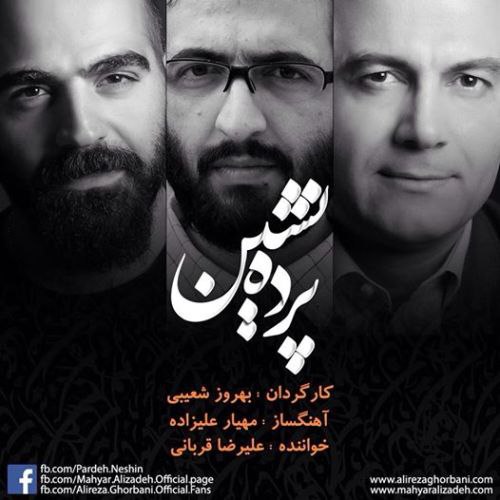 پرده نشین
کارگردان : بهروز شعیبی
آهنگساز : مهیار علیزاده
خواننده : علیرضا قربانی
f
fb.com/Pardeh.Neshin
fb.com/Mahyar.Alizadeh.Official.page
fb.com/Alireza.Ghorbani.Official.Fans
www.alirezaghorbani.com
www.mahyaralizadeh.com